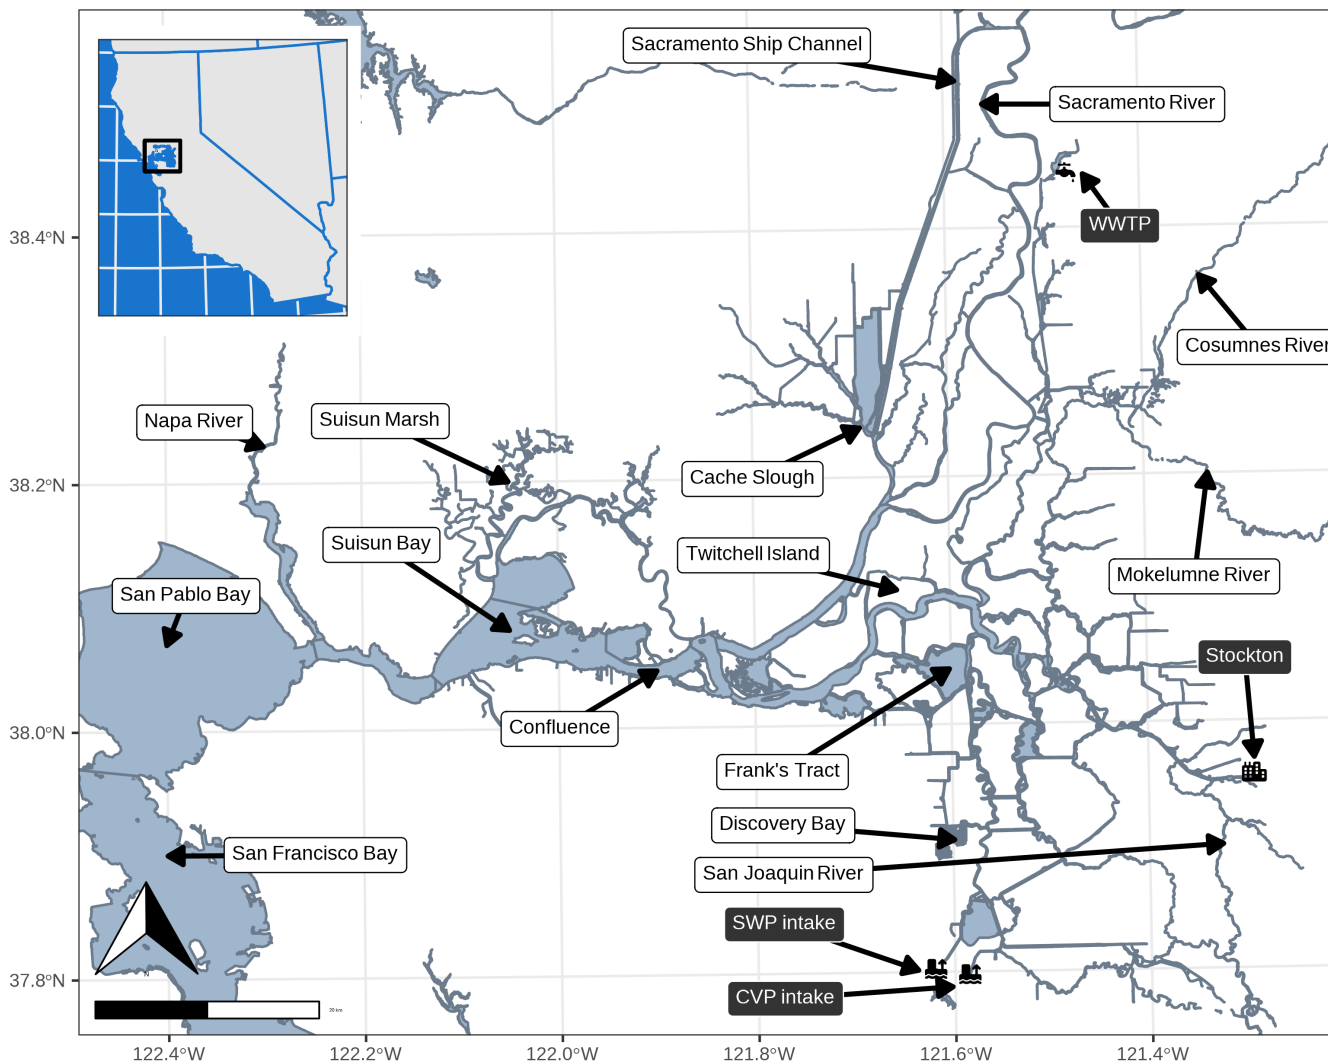 Sacramento Ship Channel
Sacramento River
WWTP
38.4°N
Cosumnes River
Napa River
Suisun Marsh
Cache Slough
38.2°N
Suisun Bay
Twitchell Island
Mokelumne River
San Pablo Bay
Stockton
Confluence
38.0°N
Frank's Tract
Discovery Bay
San Francisco Bay
San Joaquin River
SWP intake
N
37.8°N
CVP intake
20 km
122.4°W
122.2°W
122.0°W
121.8°W
121.6°W
121.4°W